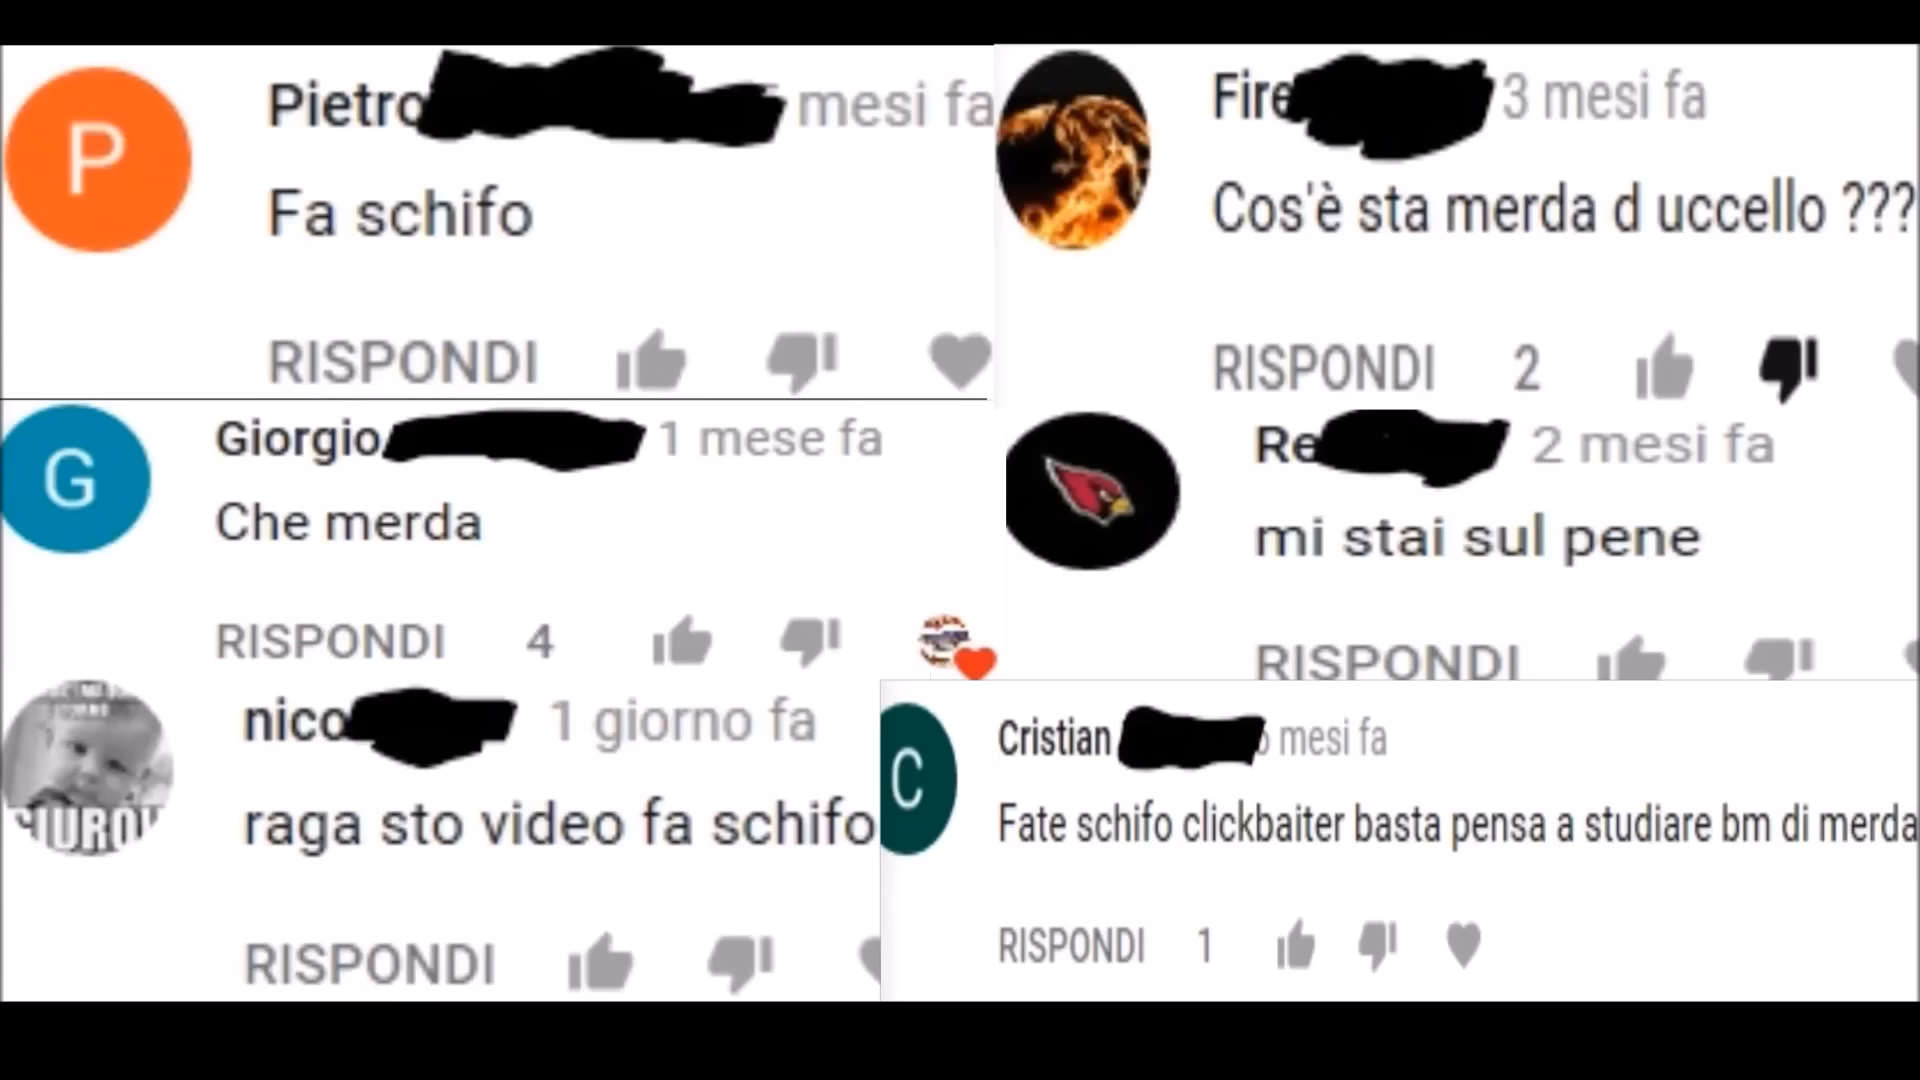 P
Pietro mesi fa
Fa schifo
RISPONDI
Fire 3 mesi fa
Cos'è sta merda d uccello ???
RISPONDI 2
G
Giorgio 1 mese fa
Che merda
RISPONDI 4
Re 2 mesi fa
mi stai sul pene
RISPONDI
nico 1 giorno fa
raga sto video fa schifo
RISPONDI
C
Cristian mesi fa
Fate schifo clickbaiter basta pensa a studiare bm di merda
RISPONDI 1